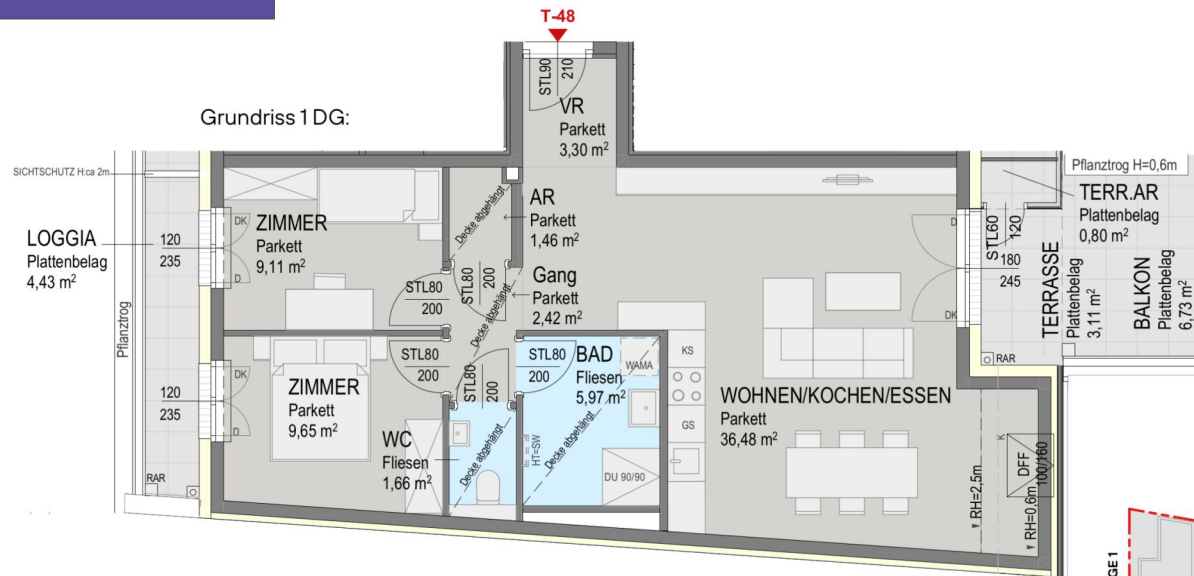 T-48
STL90
210
VR
Parkett
3,30 m²
Grundriss 1 DG:
SICHTSCHUTZ H:ca 2m
LOGGIA
Plattenbelag
4,43 m²
Pflanztrog
RAR
120
235
DK
D
ZIMMER
Parkett
9,11 m²
STL80
200
120
235
DK
D
ZIMMER
Parkett
9,65 m²
STL80
200
Decke abgehängt
AR
Parkett
1,46 m²
STL80
200
Gang
Parkett
2,42 m²
Decke abgehängt
STL80
200
WC
Fliesen
1,66 m²
Decke abgehängt
STL80
200
BAD
Fliesen
5,97 m²
WAMA
HT=SW
Decke abgehängt
DU 90/90
KS
GS
WOHNEN/KOCHEN/ESSEN
Parkett
36,48 m²
D
DK
180
245
STL60
120
Pflanztrog H=0,6m
TERR.AR
Plattenbelag
0,80 m²
TERRASSE
Plattenbelag
3,11 m²
BALKON
Plattenbelag
6,73 m²
RAR
K
DFF
100/160
RH=2,5m
RH=0,6m
GE 1